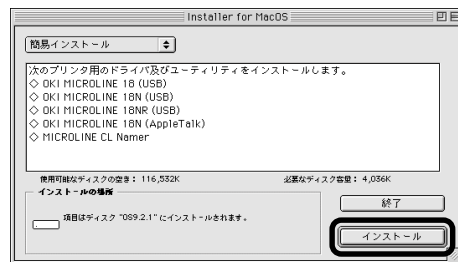 Installer for MacOS
簡易インストール
次のプリンタ用のドライバ及びユーティリティをインストールします。
◇ OKI MICROLINE 18 (USB)
◇ OKI MICROLINE 18N (USB)
◇ OKI MICROLINE 18NR (USB)
◇ OKI MICROLINE 18N (AppleTalk)
◇ MICROLINE CL Namer
使用可能なディスクの空き： 116,532K 必要なディスク容量： 4,036K
インストールの場所
項目はディスク "OS9.2.1" にインストールされます。
終了
インストール